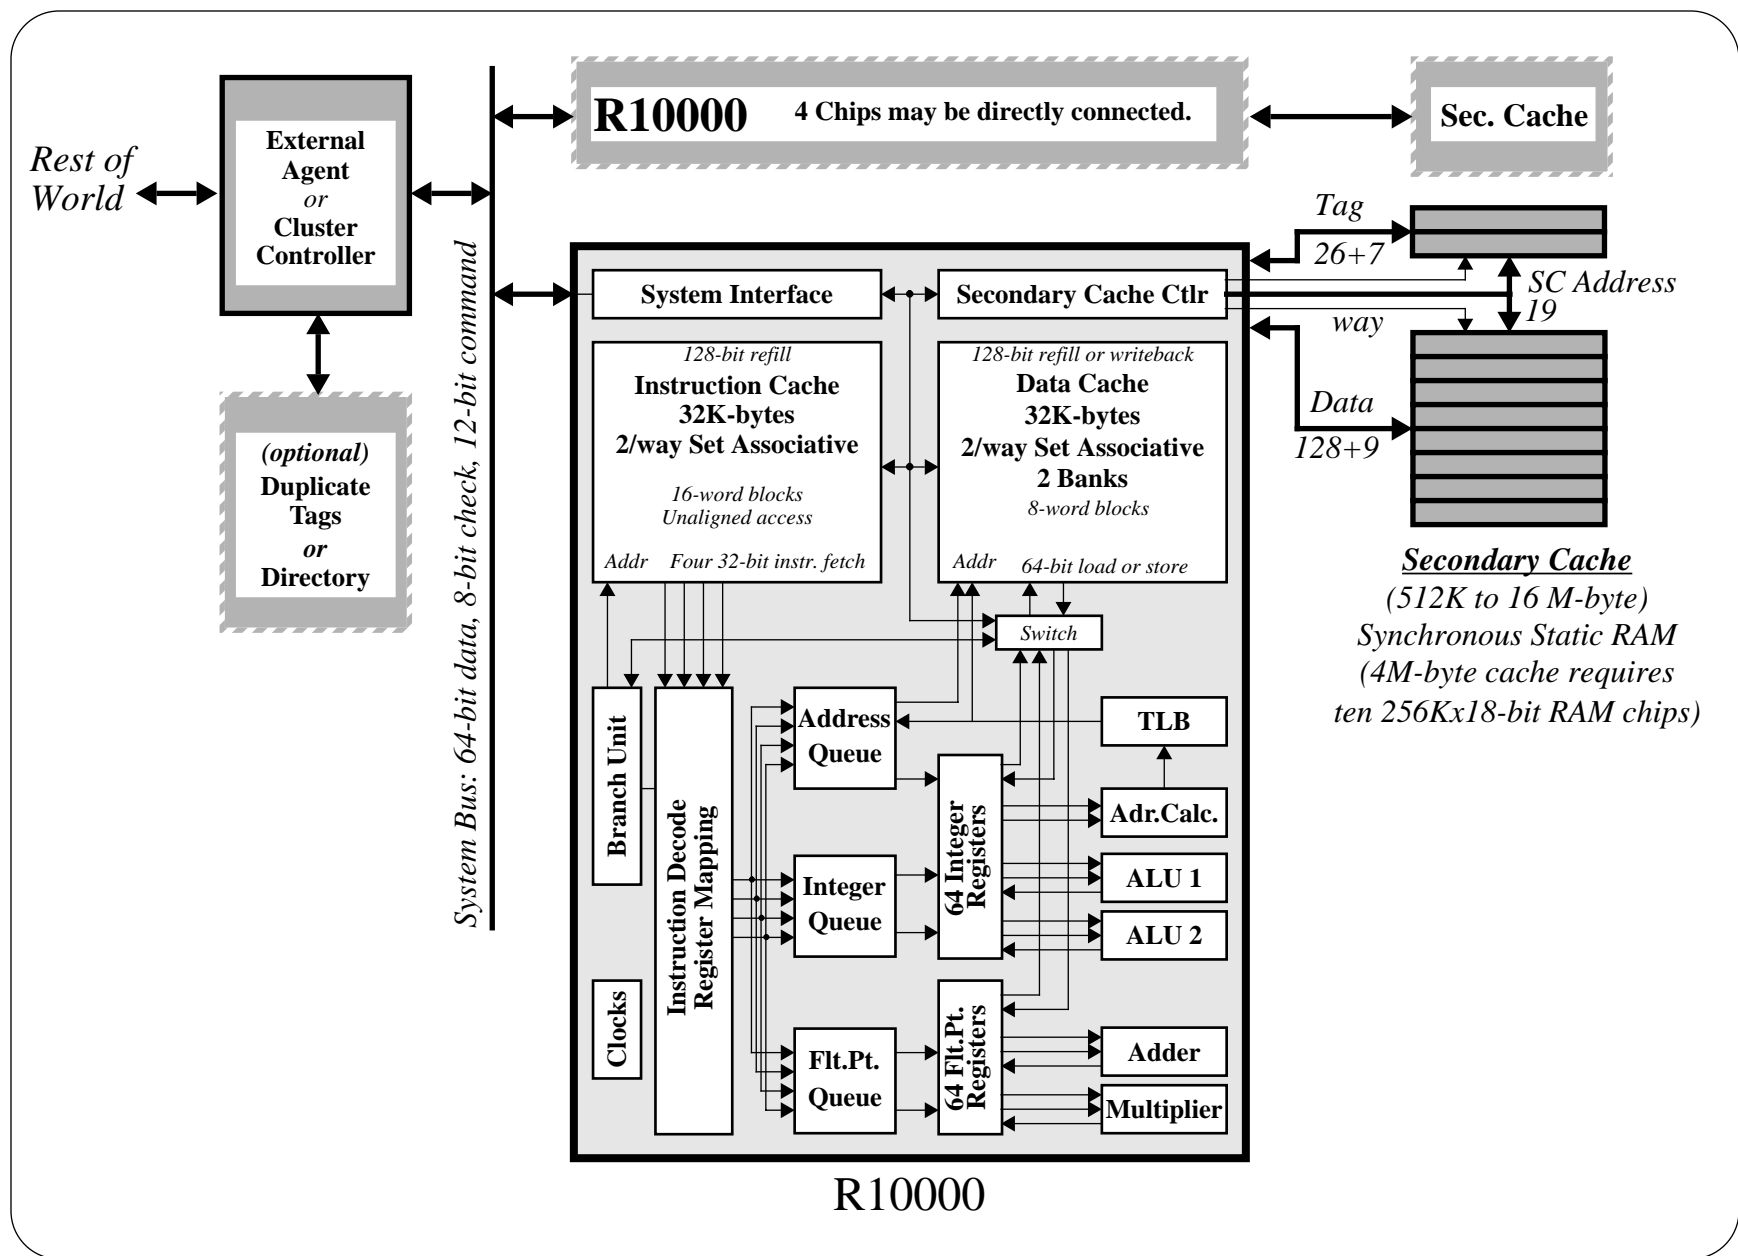 R10000 4 Chips may be directly connected.
Sec. Cache
External
Agent
or
Cluster
Controller
Rest of
World
(optional)
Duplicate
Tags
or
Directory
System Bus: 64-bit data, 8-bit check, 12-bit command
System Interface
Secondary Cache Ctlr
Tag
26+7
SC Address
19
way
Data
128+9
128-bit refill
Instruction Cache
32K-bytes
2/way Set Associative
16-word blocks
Unaligned access
Addr
Four 32-bit instr. fetch
128-bit refill or writeback
Data Cache
32K-bytes
2/way Set Associative
2 Banks
8-word blocks
Addr
64-bit load or store
Secondary Cache
(512K to 16 M-byte)
Synchronous Static RAM
(4M-byte cache requires
ten 256Kx18-bit RAM chips)
Switch
Branch Unit
Clocks
Instruction Decode
Register Mapping
Address
Queue
Integer
Queue
Flt.Pt.
Queue
64 Integer
Registers
64 Flt.Pt.
Registers
TLB
Adr.Calc.
ALU 1
ALU 2
Adder
Multiplier
R10000